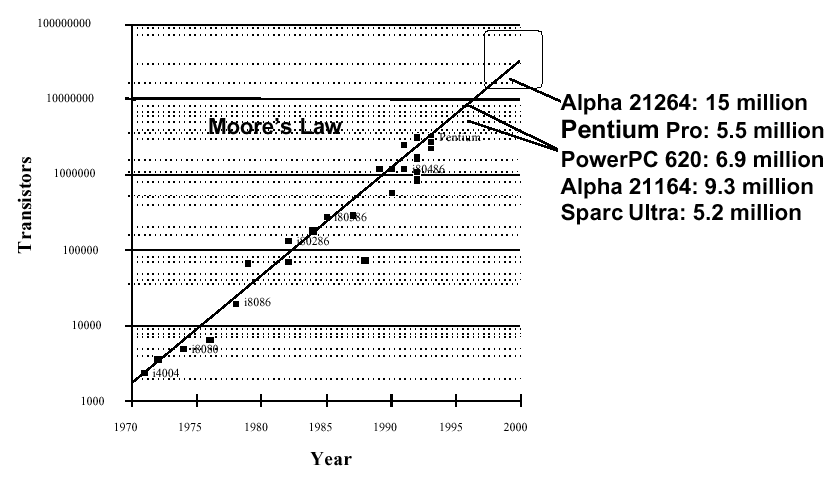 100000000
10000000
1000000
100000
10000
1000
Transistors
Moore's Law
Pentium
i80486
i80386
i80286
i8086
i8080
i4004
1970 1975 1980 1985 1990 1995 2000
Year
Alpha 21264: 15 million
Pentium Pro: 5.5 million
PowerPC 620: 6.9 million
Alpha 21164: 9.3 million
Sparc Ultra: 5.2 million